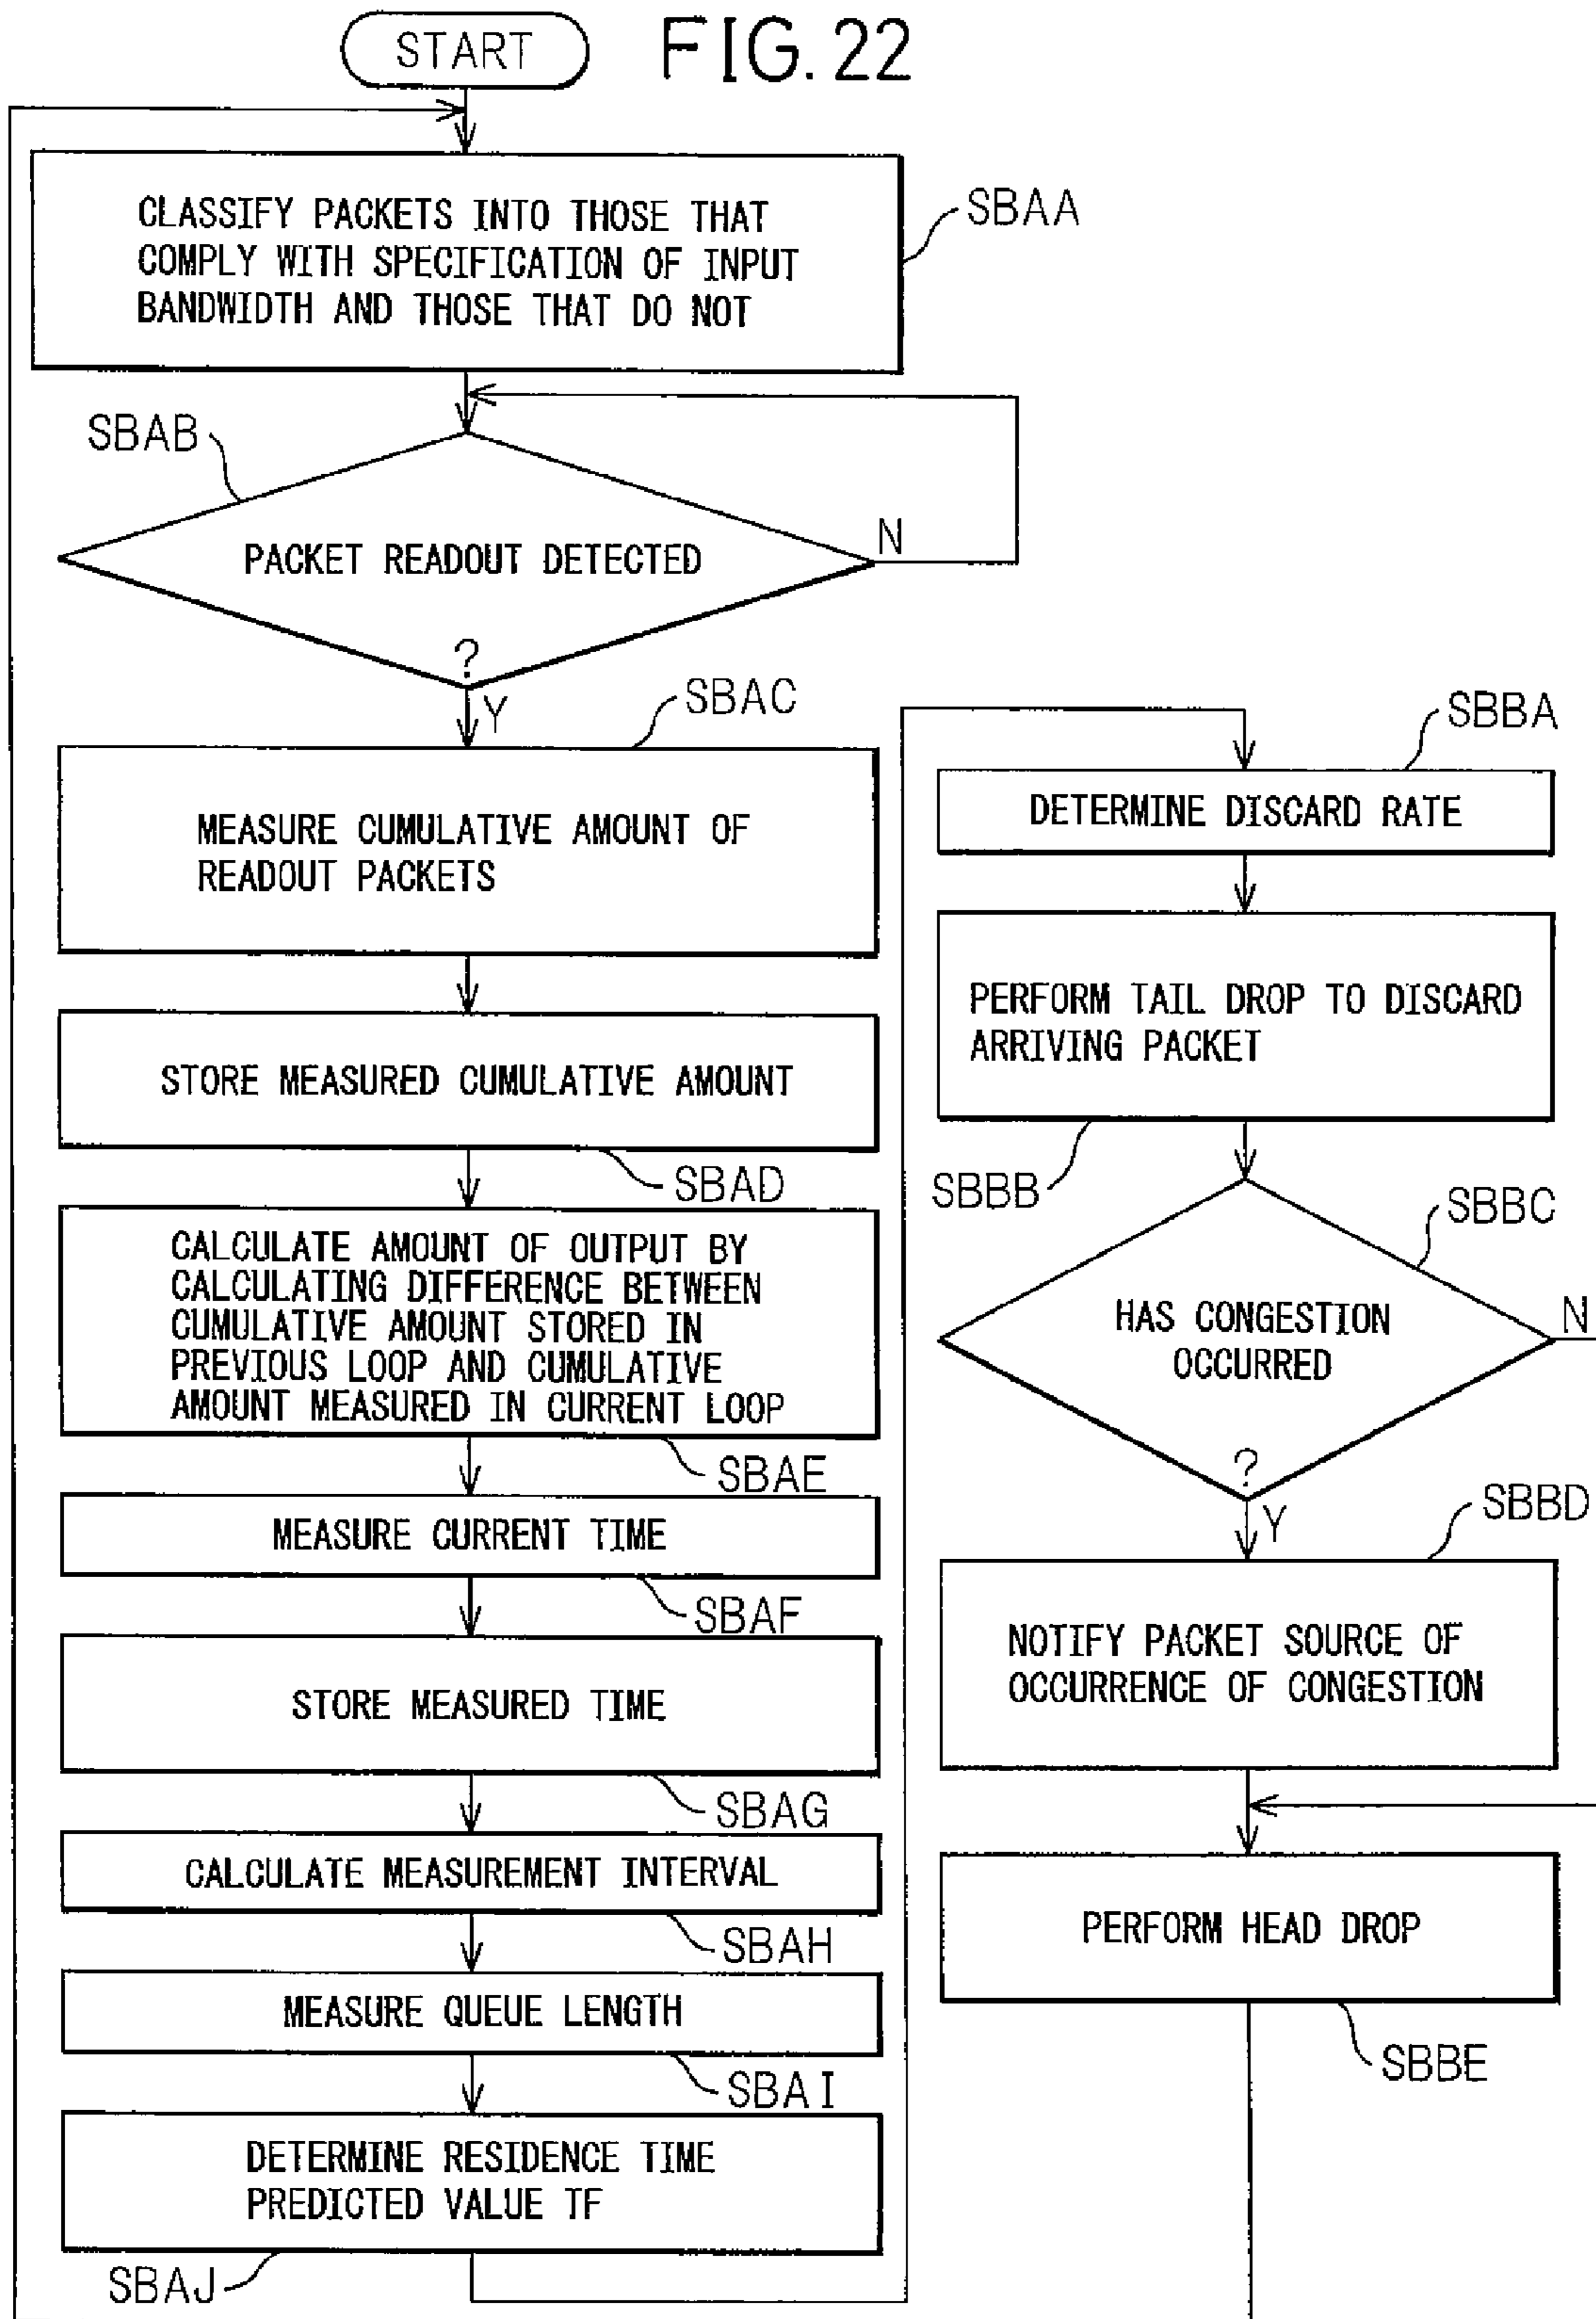 START
FIG. 22
CLASSIFY PACKETS INTO THOSE THAT
COMPLY WITH SPECIFICATION OF INPUT
BANDWIDTH AND THOSE THAT DO NOT
SBAA
SBAB
PACKET READOUT DETECTED
?
N
Y
SBAC
MEASURE CUMULATIVE AMOUNT OF
READOUT PACKETS
STORE MEASURED CUMULATIVE AMOUNT
SBAD
CALCULATE AMOUNT OF OUTPUT BY
CALCULATING DIFFERENCE BETWEEN
CUMULATIVE AMOUNT STORED IN
PREVIOUS LOOP AND CUMULATIVE
AMOUNT MEASURED IN CURRENT LOOP
SBAE
MEASURE CURRENT TIME
SBAF
STORE MEASURED TIME
SBAG
CALCULATE MEASUREMENT INTERVAL
SBAH
MEASURE QUEUE LENGTH
SBAI
DETERMINE RESIDENCE TIME
PREDICTED VALUE TF
SBAJ
SBBA
DETERMINE DISCARD RATE
PERFORM TAIL DROP TO DISCARD
ARRIVING PACKET
SBBB
SBBC
HAS CONGESTION
OCCURRED
?
N
Y
SBBD
NOTIFY PACKET SOURCE OF
OCCURRENCE OF CONGESTION
PERFORM HEAD DROP
SBBE